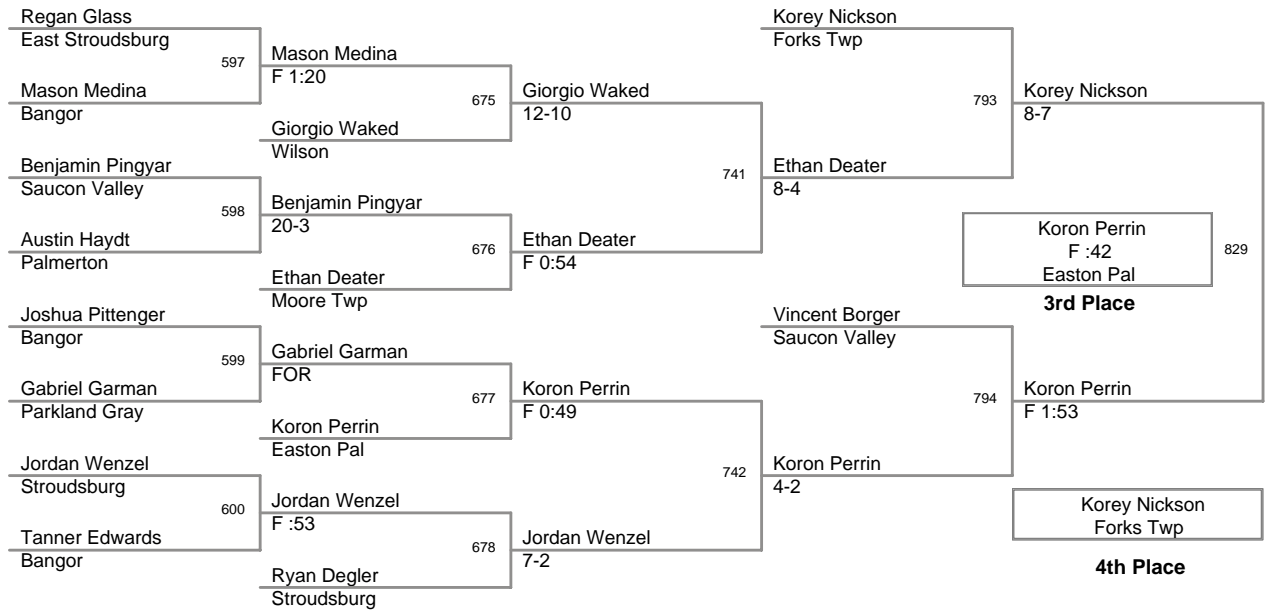 Regan Glass
East Stroudsburg
597
Mason Medina
Bangor
Benjamin Pingyar
Saucon Valley
598
Austin Haydt
Palmerton
Joshua Pittenger
Bangor
599
Gabriel Garman
Parkland Gray
Jordan Wenzel
Stroudsburg
600
Tanner Edwards
Bangor
Mason Medina
F 1:20
675
Giorgio Waked
Wilson
Benjamin Pingyar
20-3
676
Ethan Deater
Moore Twp
Gabriel Garman
FOR
677
Koron Perrin
Easton Pal
Jordan Wenzel
F :53
678
Ryan Degler
Stroudsburg
Giorgio Waked
12-10
741
Ethan Deater
F 0:54
Koron Perrin
F 0:49
742
Jordan Wenzel
7-2
Korey Nickson
Forks Twp
793
Ethan Deater
8-4
Vincent Borger
Saucon Valley
794
Koron Perrin
4-2
Korey Nickson
8-7
829
Koron Perrin
F 1:53
Koron Perrin
F :42
Easton Pal
3rd Place
Korey Nickson
Forks Twp
4th Place